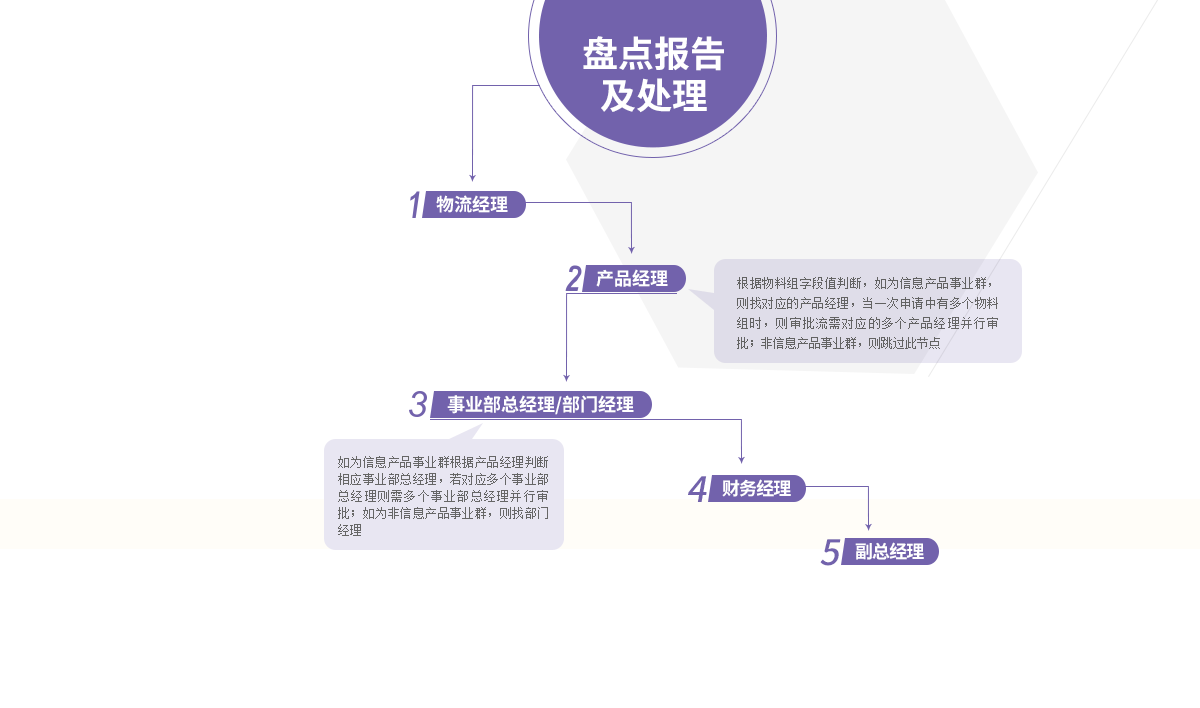 盘点报告
及处理
1 物流经理
2 产品经理
根据物料组字段值判断，如为信息产品事业群，
则找对应的产品经理，当一次申请中有多个物料
组时，则审批流需对应的多个产品经理并行审
批；非信息产品事业群，则跳过此节点
3 事业部总经理/部门经理
如为信息产品事业群根据产品经理判断
相应事业部总经理，若对应多个事业部
总经理则需多个事业部总经理并行审
批；如为非信息产品事业群，则找部门
经理
4 财务经理
5 副总经理